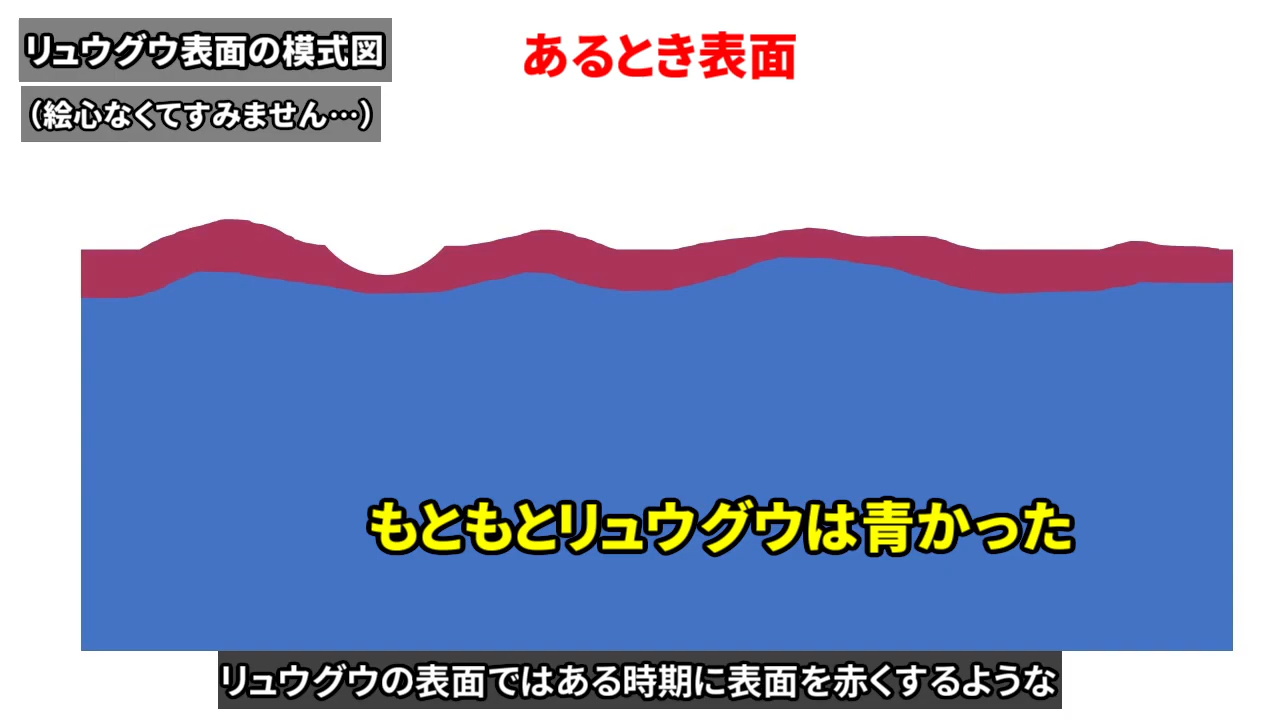 リュウグウ表面の模式図
（絵心なくてすみません…）
あるとき表面
もともとリュウグウは青かった
リュウグウの表面ではある時期に表面を赤くするような